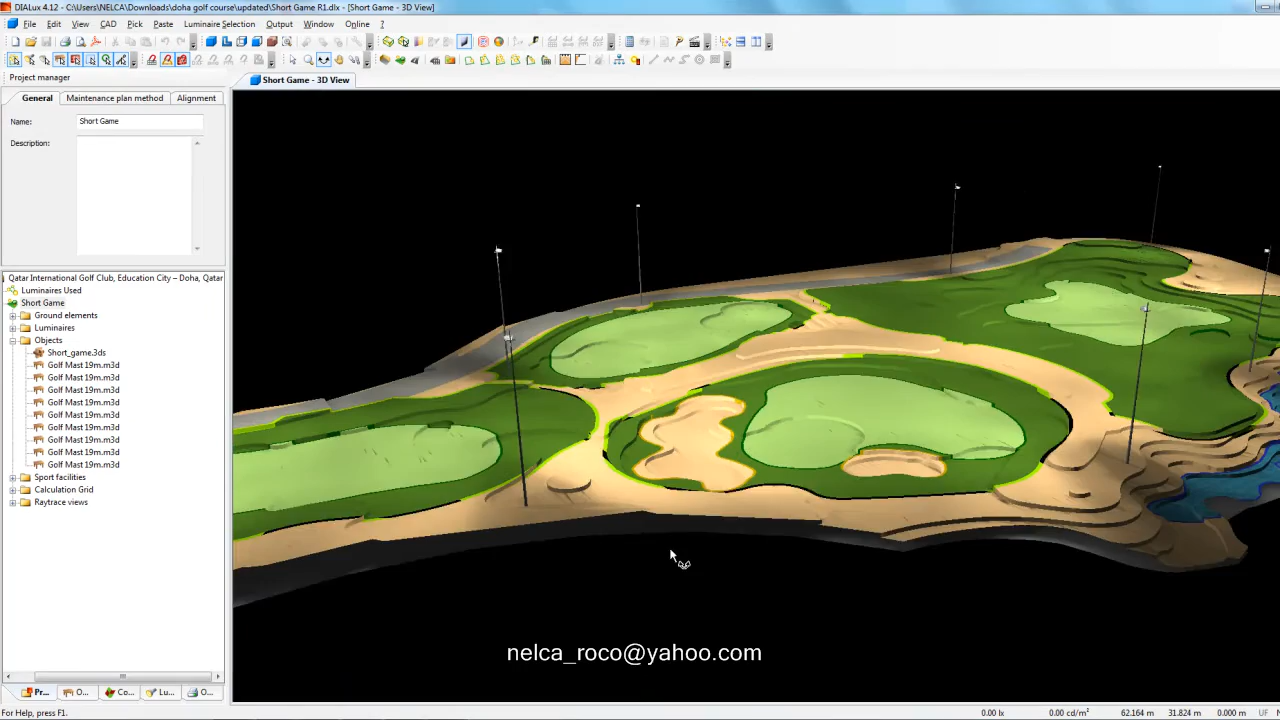 DIALux 4.12 - C:\Users\NELCA\Downloads\doha golf course\updated\Short Game R1.dlx - [Short Game - 3D View]
File Edit View CAD Pick Paste Luminaire Selection Output Window Online ?
Project manager
Short Game - 3D View
General Maintenance plan method Alignment
Name: Short Game
Description:
Qatar International Golf Club, Education City – Doha, Qatar
Luminaires Used
Short Game
Ground elements
Luminaires
Objects
Short_game.3ds
Golf Mast 19m.m3d
Golf Mast 19m.m3d
Golf Mast 19m.m3d
Golf Mast 19m.m3d
Golf Mast 19m.m3d
Golf Mast 19m.m3d
Golf Mast 19m.m3d
Golf Mast 19m.m3d
Golf Mast 19m.m3d
Sport facilities
Calculation Grid
Raytrace views
nelca_roco@yahoo.com
Pr... O... Co... Lu... O...
For Help, press F1. 0.00 lx 0.00 cd/m² 62.164 m 31.824 m 0.000 m UF